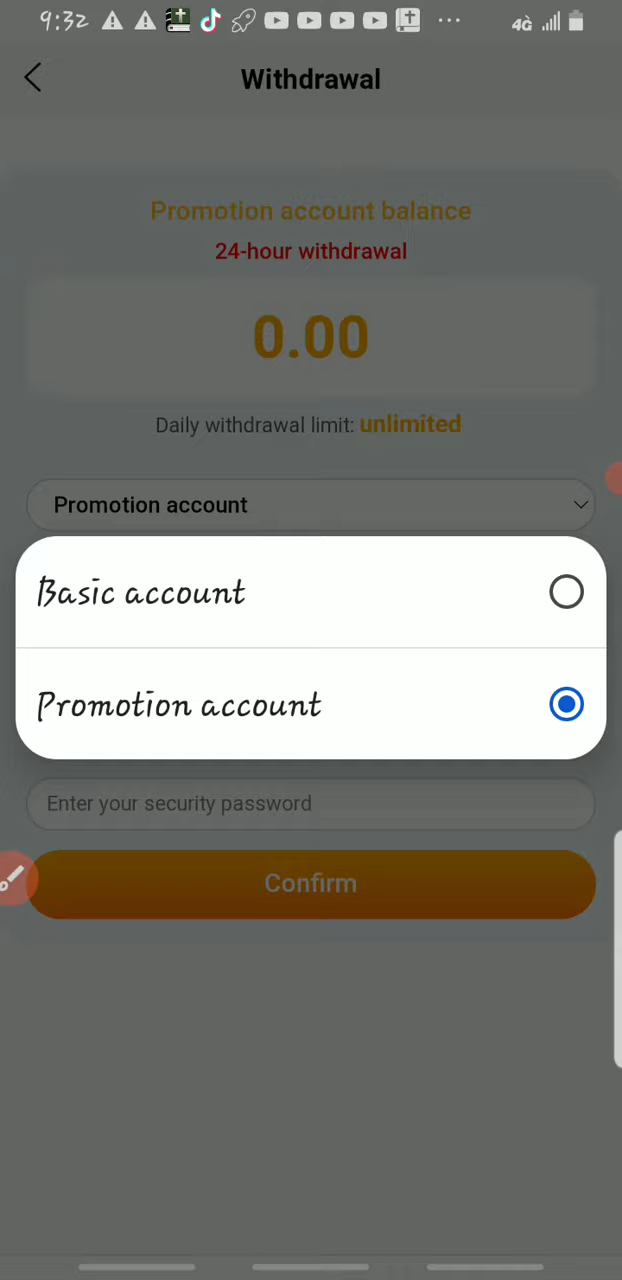 9:32
4G
Withdrawal
Promotion account balance
24-hour withdrawal
0.00
Daily withdrawal limit: unlimited
Promotion account
Basic account
Promotion account
Enter your security password
Confirm